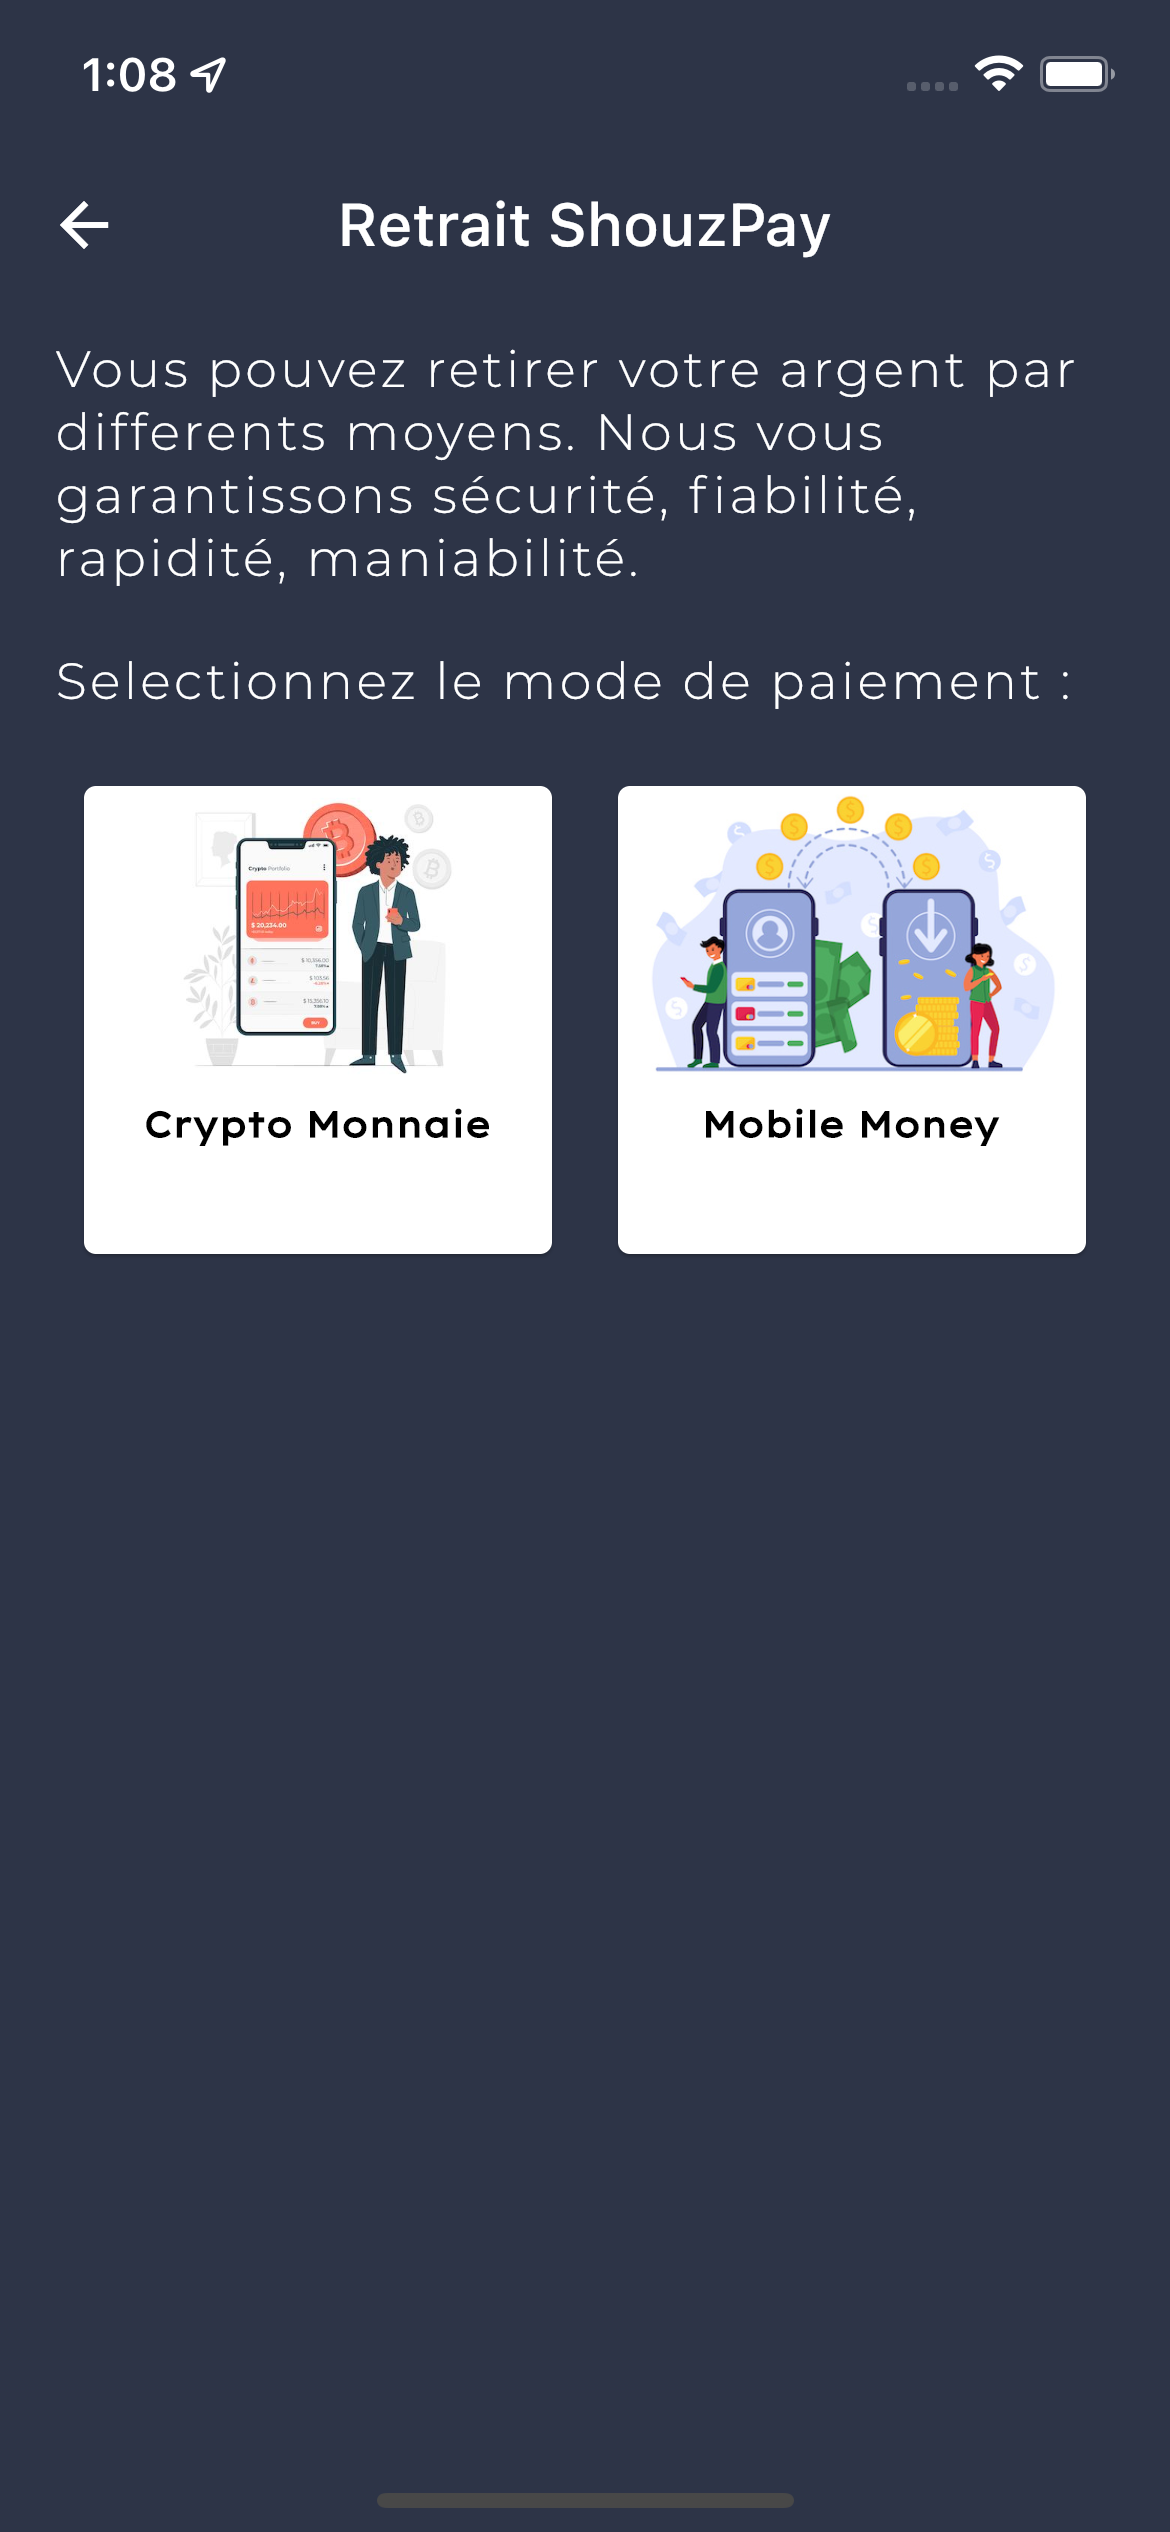 1:08
Retrait ShouzPay
Vous pouvez retirer votre argent par
differents moyens. Nous vous
garantissons sécurité, fiabilité,
rapidité, maniabilité.
Selectionnez le mode de paiement :
Crypto Portfolio
$ 20,234.00
BUY
Crypto Monnaie
Mobile Money